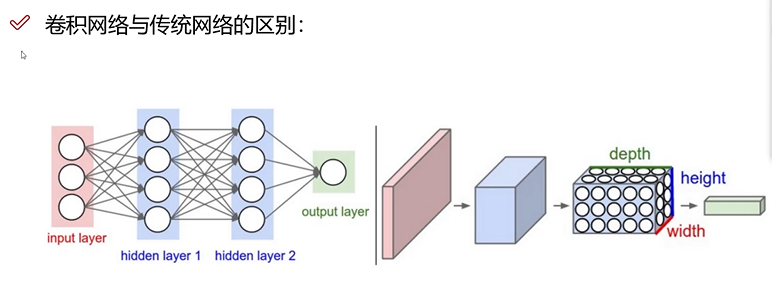 卷积网络与传统网络的区别：
input layer
hidden layer 1
hidden layer 2
output layer
depth
height
width